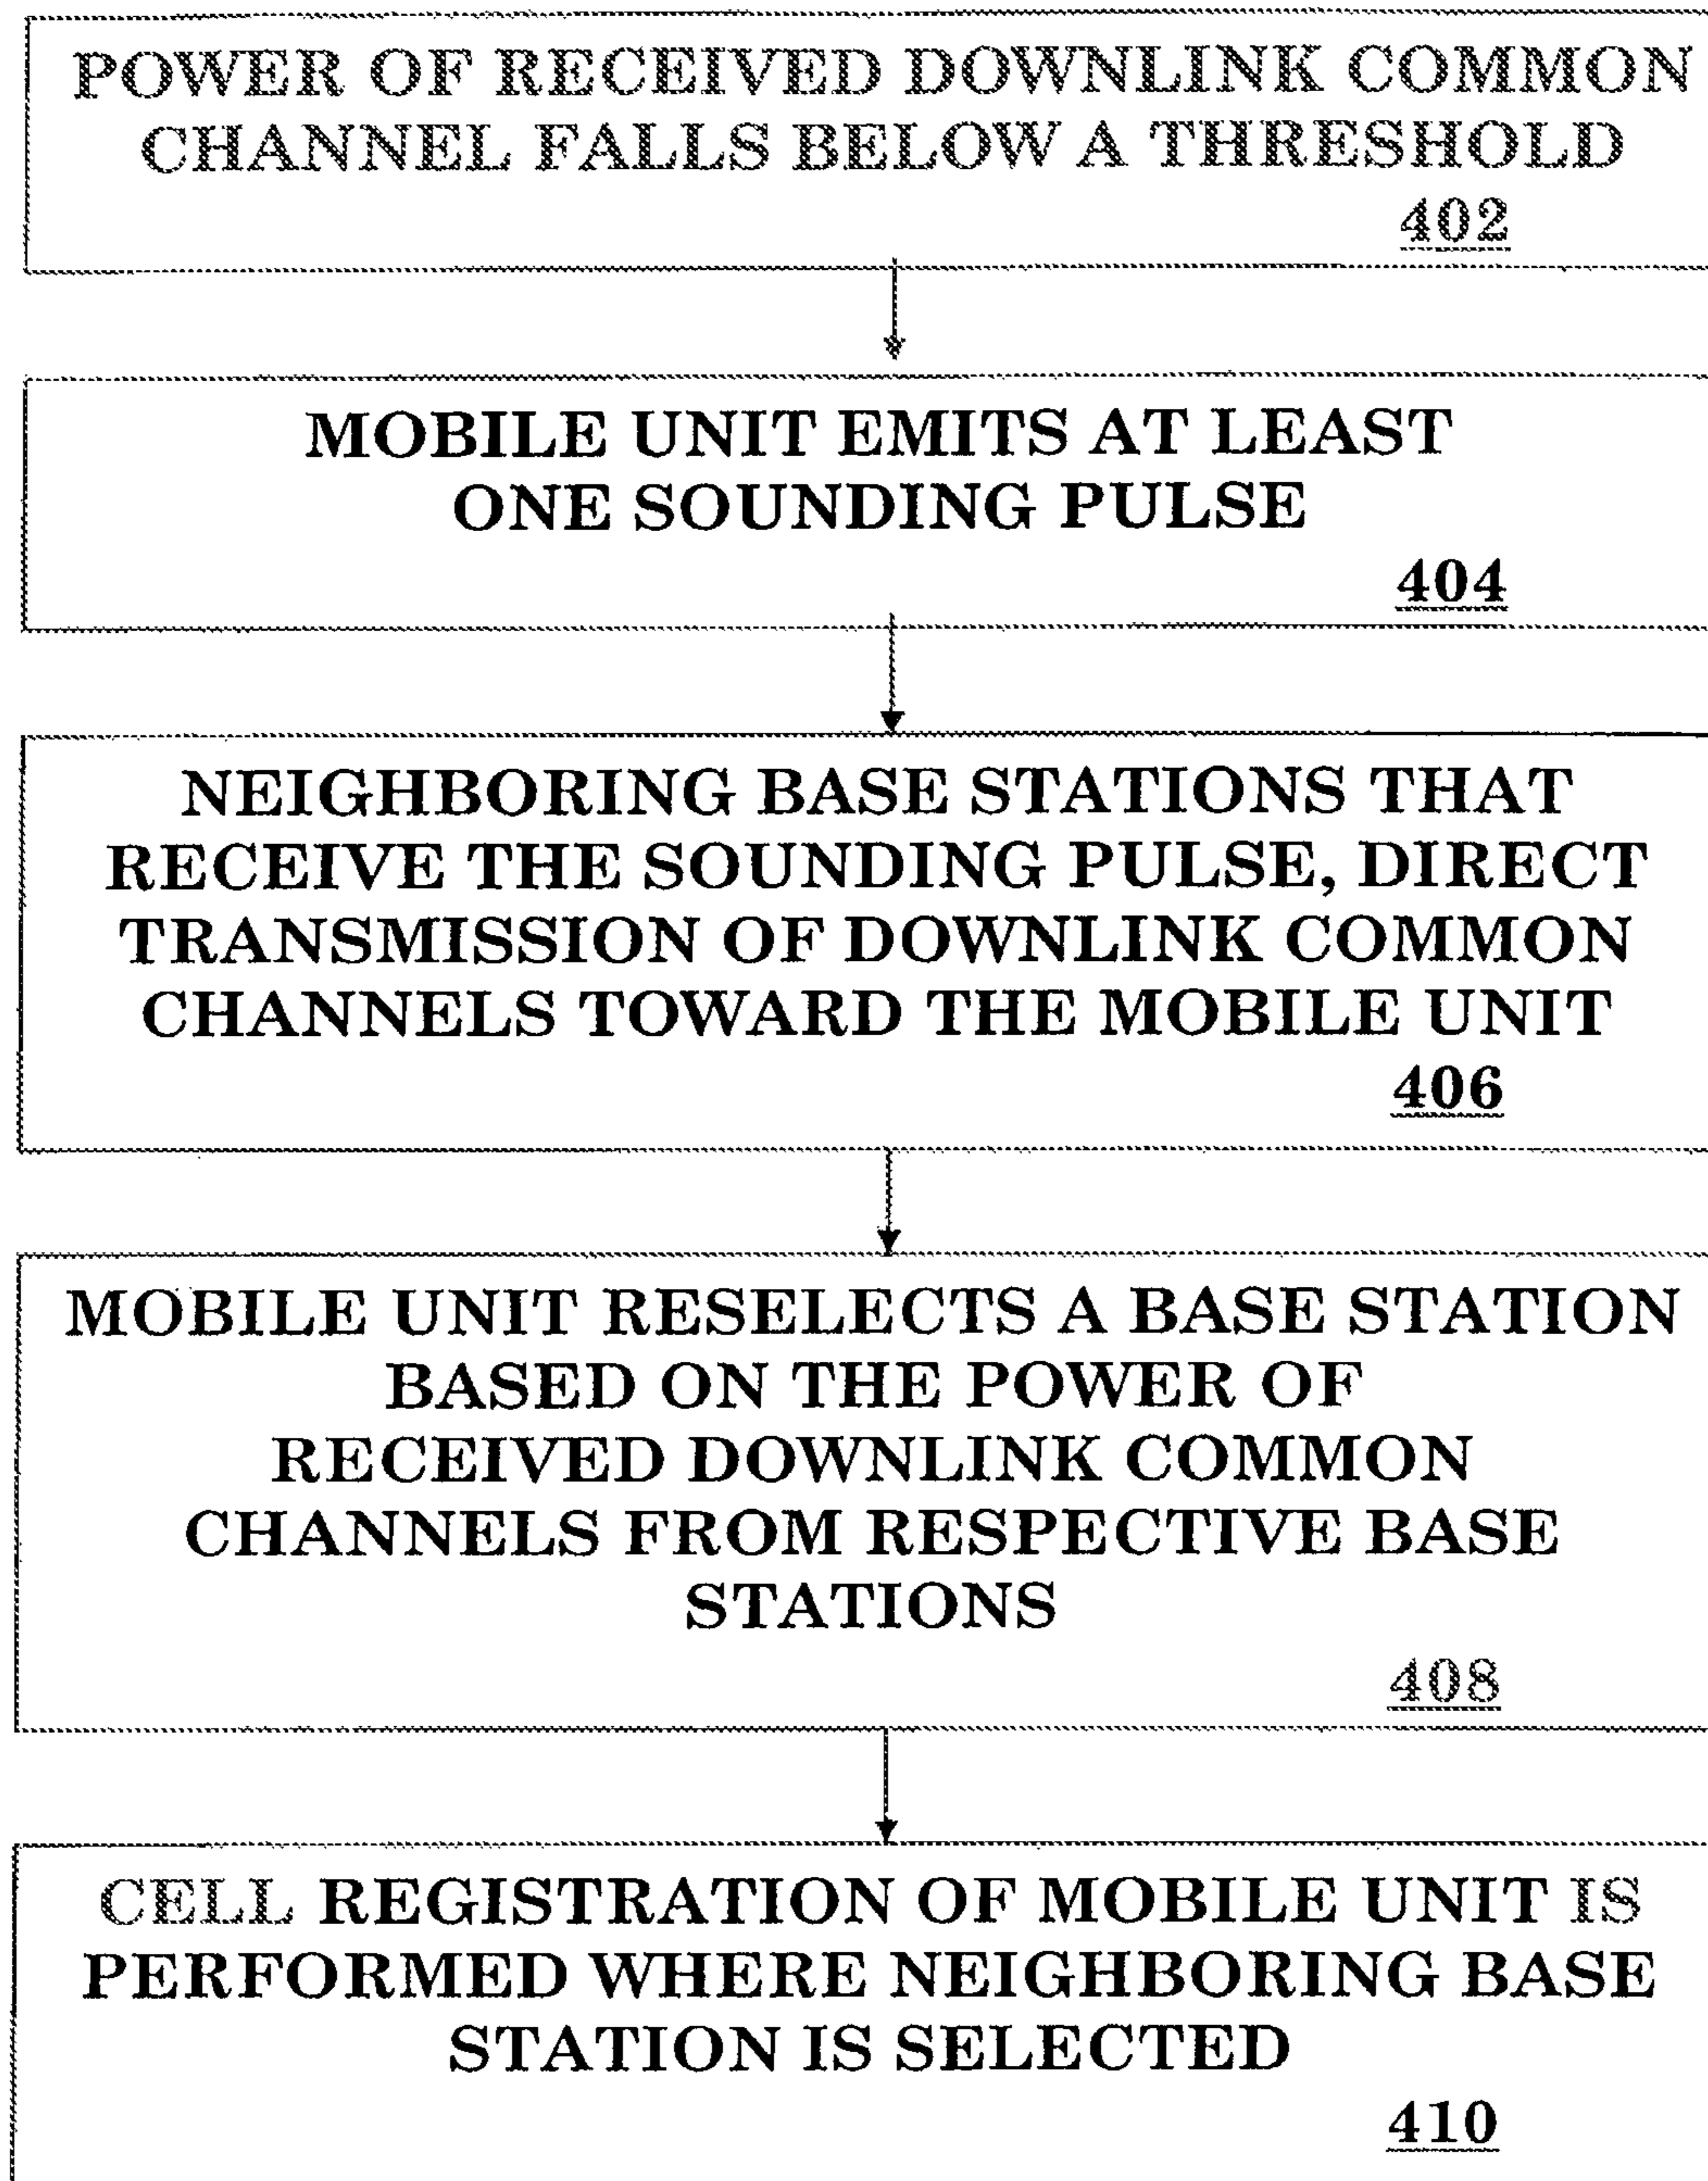 POWER OF RECEIVED DOWNLINK COMMON
CHANNEL FALLS BELOW A THRESHOLD
402
MOBILE UNIT EMITS AT LEAST
ONE SOUNDING PULSE
404
NEIGHBORING BASE STATIONS THAT
RECEIVE THE SOUNDING PULSE, DIRECT
TRANSMISSION OF DOWNLINK COMMON
CHANNELS TOWARD THE MOBILE UNIT
406
MOBILE UNIT RESELECTS A BASE STATION
BASED ON THE POWER OF
RECEIVED DOWNLINK COMMON
CHANNELS FROM RESPECTIVE BASE
STATIONS
408
CELL REGISTRATION OF MOBILE UNIT IS
PERFORMED WHERE NEIGHBORING BASE
STATION IS SELECTED
410